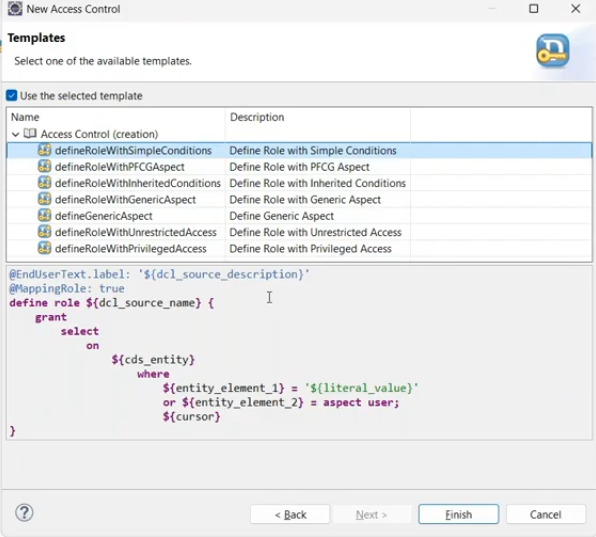 New Access Control
Templates
Select one of the available templates.
Use the selected template
Name Description
Access Control (creation)
defineRoleWithSimpleConditions Define Role with Simple Conditions
defineRoleWithPFCGAspect Define Role with PFCG Aspect
defineRoleWithInheritedConditions Define Role with Inherited Conditions
defineRoleWithGenericAspect Define Role with Generic Aspect
defineGenericAspect Define Generic Aspect
defineRoleWithUnrestrictedAccess Define Role with Unrestricted Access
defineRoleWithPrivilegedAccess Define Role with Privileged Access
@EndUserText.label: '${dcl_source_description}'
@MappingRole: true
define role ${dcl_source_name} {
grant
select
on
${cds_entity}
where
${entity_element_1} = '${literal_value}'
or ${entity_element_2} = aspect user;
${cursor}
}
? < Back Next > Finish Cancel